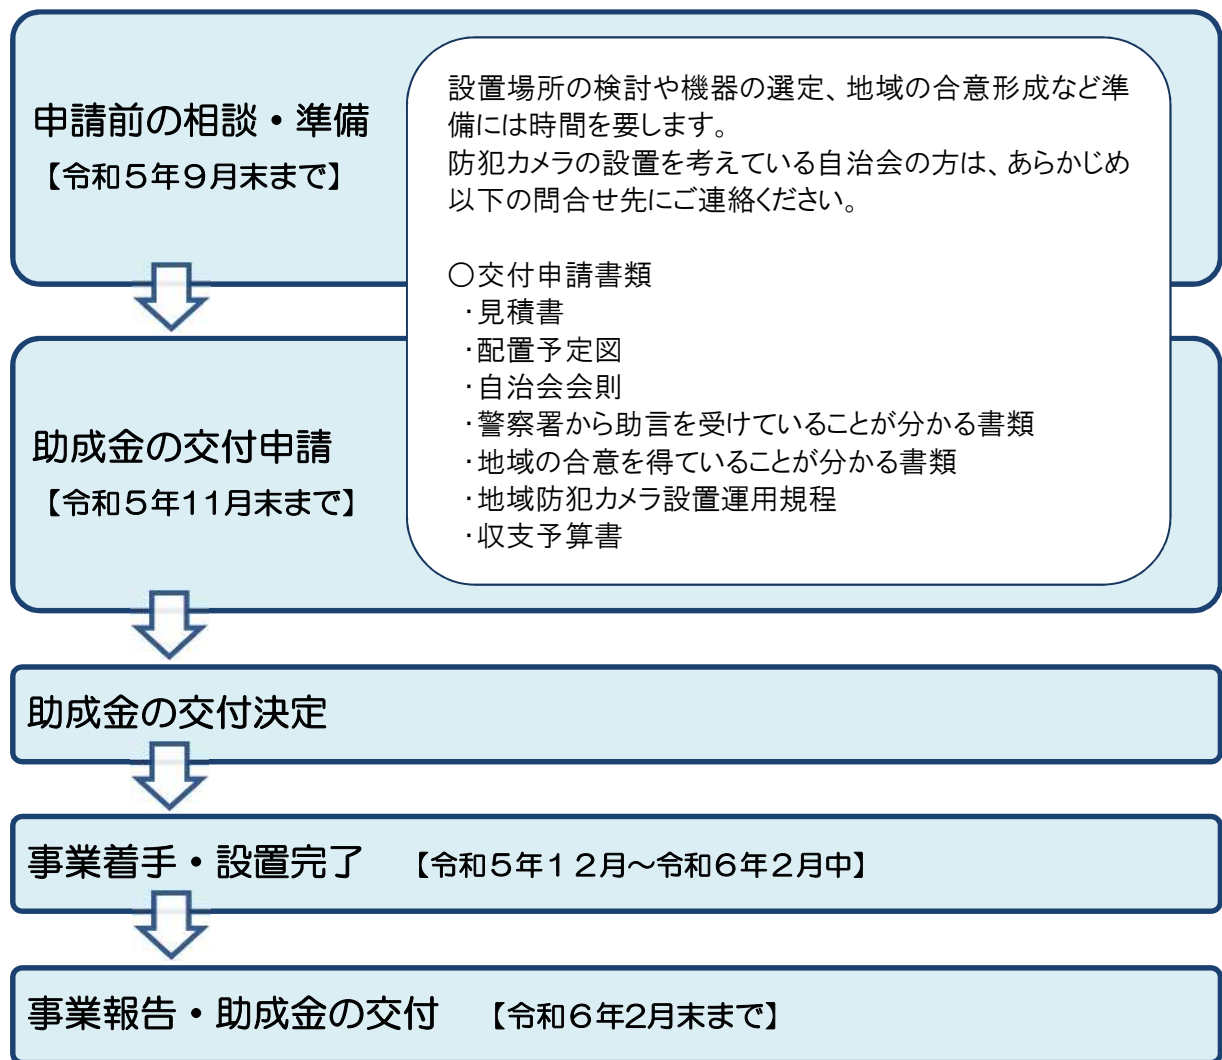 申請前の相談・準備
【令和５年９月末まで】
設置場所の検討や機器の選定、地域の合意形成など準
備には時間を要します。
防犯カメラの設置を考えている自治会の方は、あらかじめ
以下の問合せ先にご連絡ください。
〇交付申請書類
・見積書
・配置予定図
・自治会会則
・警察署から助言を受けていることが分かる書類
・地域の合意を得ていることが分かる書類
・地域防犯カメラ設置運用規程
・収支予算書
助成金の交付申請
【令和５年11月末まで】
助成金の交付決定
事業着手・設置完了　【令和５年１２月～令和６年２月中】
事業報告・助成金の交付　【令和６年２月末まで】